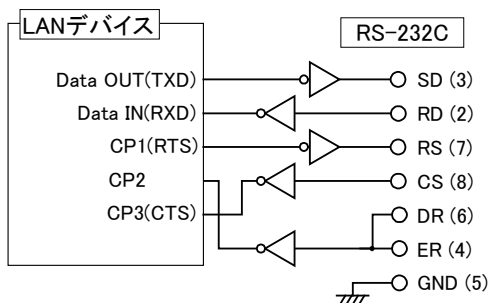 LANデバイス
RS-232C
Data OUT(TXD)
SD (3)
Data IN(RXD)
RD (2)
CP1(RTS)
RS (7)
CP2
CS (8)
CP3(CTS)
DR (6)
ER (4)
GND (5)